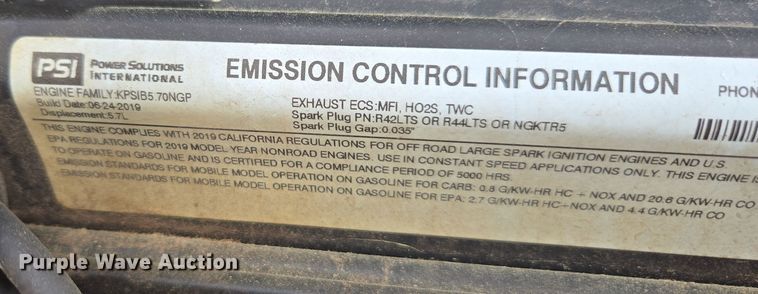 PSI
POWER SOLUTIONS
INTERNATIONAL
EMISSION CONTROL INFORMATION
PHON
ENGINE FAMILY:KPSIB5.70NGP
Build Date:06-24-2019
Displacement:5.7L
EXHAUST ECS:MFI, HO2S, TWC
Spark Plug PN:R42LTS OR R44LTS OR NGKTR5
Spark Plug Gap:0.035"
THIS ENGINE COMPLIES WITH 2019 CALIFORNIA REGULATIONS FOR OFF ROAD LARGE SPARK IGNITION ENGINES AND U.S.
EPA REGULATIONS FOR 2019 MODEL YEAR NONROAD ENGINES. USE IN CONSTANT SPEED APPLICATIONS ONLY. THIS ENGINE IS
TO OPERATE ON GASOLINE AND IS CERTIFIED FOR A COMPLIANCE PERIOD OF 5000 HRS.
EMISSION STANDARDS FOR MOBILE MODEL OPERATION ON GASOLINE FOR CARB: 0.8 G/KW-HR HC + NOX AND 20.6 G/KW-HR CO
EMISSION STANDARDS FOR MOBILE MODEL OPERATION ON GASOLINE FOR EPA: 2.7 G/KW-HR HC+NOX AND 4.4 G/KW-HR CO
Purple Wave Auction